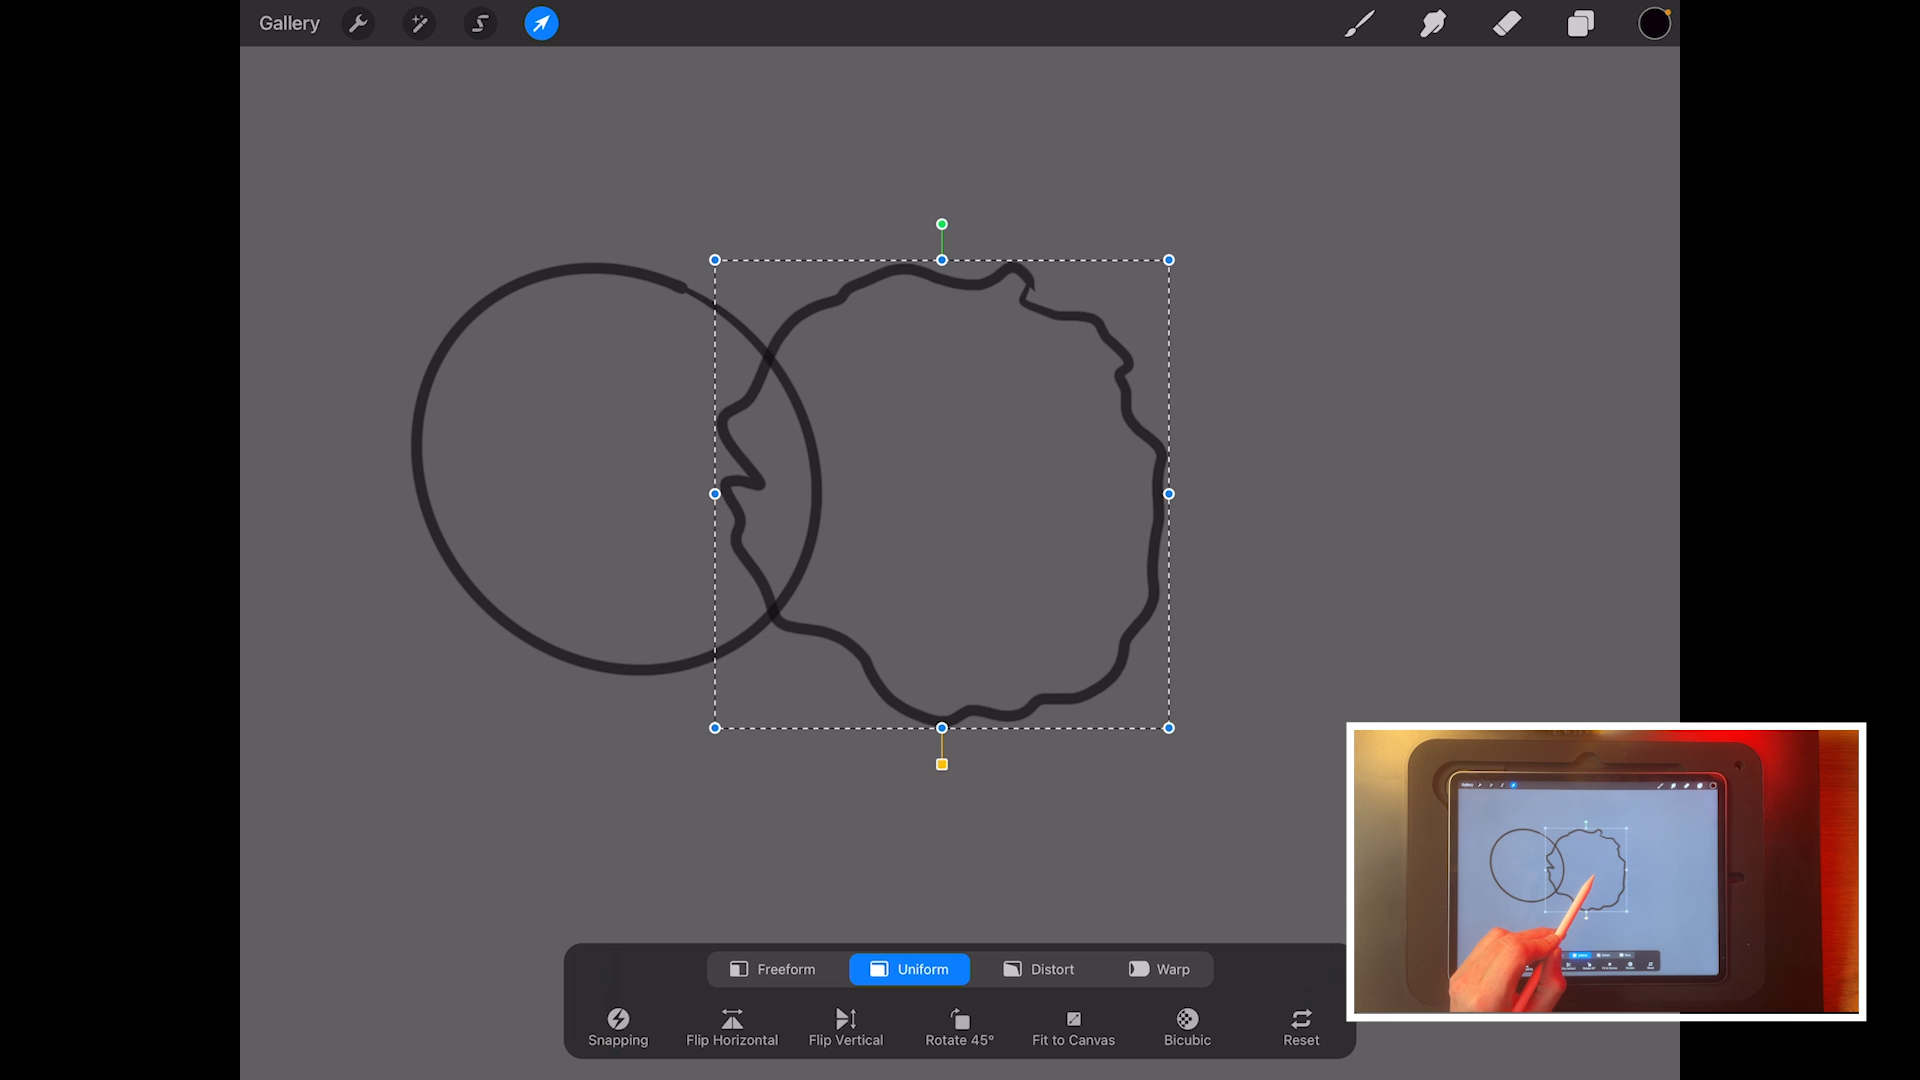 Gallery
Freeform
Uniform
Distort
Warp
Snapping
Flip Horizontal
Flip Vertical
Rotate 45°
Fit to Canvas
Bicubic
Reset